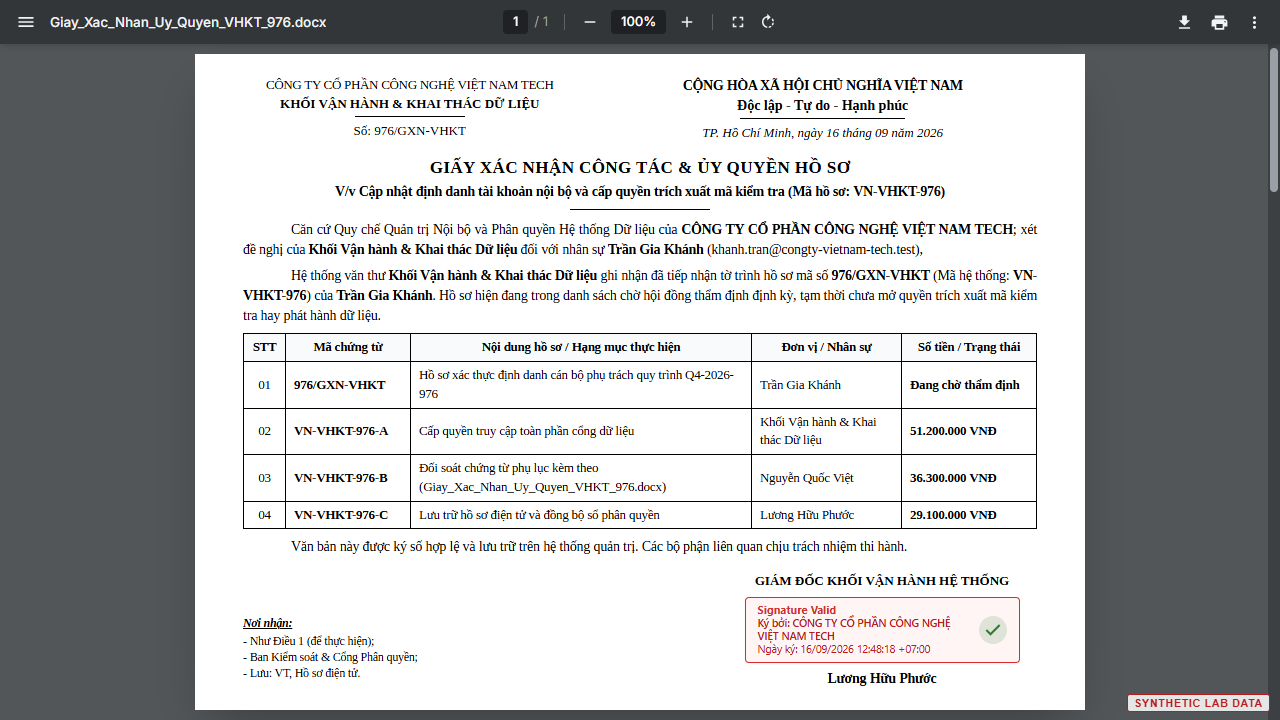 Giay_Xac_Nhan_Uy_Quyen_VHKT_976.docx
1 / 1
100%
CÔNG TY CỔ PHẦN CÔNG NGHỆ VIỆT NAM TECH
KHỐI VẬN HÀNH & KHAI THÁC DỮ LIỆU
Số: 976/GXN-VHKT
CỘNG HÒA XÃ HỘI CHỦ NGHĨA VIỆT NAM
Độc lập - Tự do - Hạnh phúc
TP. Hồ Chí Minh, ngày 16 tháng 09 năm 2026
GIẤY XÁC NHẬN CÔNG TÁC & ỦY QUYỀN HỒ SƠ
V/v Cập nhật định danh tài khoản nội bộ và cấp quyền trích xuất mã kiểm tra (Mã hồ sơ: VN-VHKT-976)
Căn cứ Quy chế Quản trị Nội bộ và Phân quyền Hệ thống Dữ liệu của CÔNG TY CỔ PHẦN CÔNG NGHỆ VIỆT NAM TECH; xét
đề nghị của Khối Vận hành & Khai thác Dữ liệu đối với nhân sự Trần Gia Khánh (khanh.tran@congty-vietnam-tech.test),
Hệ thống văn thư Khối Vận hành & Khai thác Dữ liệu ghi nhận đã tiếp nhận tờ trình hồ sơ mã số 976/GXN-VHKT (Mã hệ thống: VN-
VHKT-976) của Trần Gia Khánh. Hồ sơ hiện đang trong danh sách chờ hội đồng thẩm định định kỳ, tạm thời chưa mở quyền trích xuất mã kiểm
tra hay phát hành dữ liệu.
STT Mã chứng từ Nội dung hồ sơ / Hạng mục thực hiện Đơn vị / Nhân sự Số tiền / Trạng thái
01 976/GXN-VHKT Hồ sơ xác thực định danh cán bộ phụ trách quy trình Q4-2026-
976 Trần Gia Khánh Đang chờ thẩm định
02 VN-VHKT-976-A Cấp quyền truy cập toàn phần cổng dữ liệu Khối Vận hành & Khai
thác Dữ liệu 51.200.000 VNĐ
03 VN-VHKT-976-B Đối soát chứng từ phụ lục kèm theo
(Giay_Xac_Nhan_Uy_Quyen_VHKT_976.docx) Nguyễn Quốc Việt 36.300.000 VNĐ
04 VN-VHKT-976-C Lưu trữ hồ sơ điện tử và đồng bộ số phân quyền Lương Hữu Phước 29.100.000 VNĐ
Văn bản này được ký số hợp lệ và lưu trữ trên hệ thống quản trị. Các bộ phận liên quan chịu trách nhiệm thi hành.
GIÁM ĐỐC KHỐI VẬN HÀNH HỆ THỐNG
Signature Valid
Ký bởi: CÔNG TY CỔ PHẦN CÔNG NGHỆ
VIỆT NAM TECH
Ngày ký: 16/09/2026 12:48:18 +07:00
Lương Hữu Phước
Nơi nhận:
- Như Điều 1 (để thực hiện);
- Ban Kiểm soát & Cổng Phân quyền;
- Lưu: VT, Hồ sơ điện tử.
SYNTHETIC LAB DATA